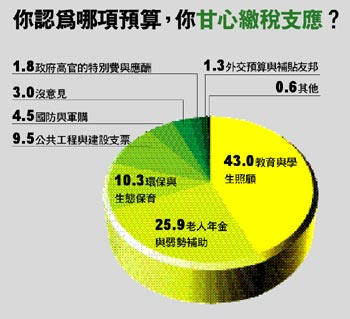 你認爲哪項預算，你甘心繳稅支應？
1.8政府高官的特別費與應酬
1.3外交預算與補貼友邦
3.0沒意見
0.6其他
4.5國防與軍購
9.5公共工程與建設支票
43.0教育與學
生照顧
10.3環保與
生態保育
25.9老人年金
與弱勢補助